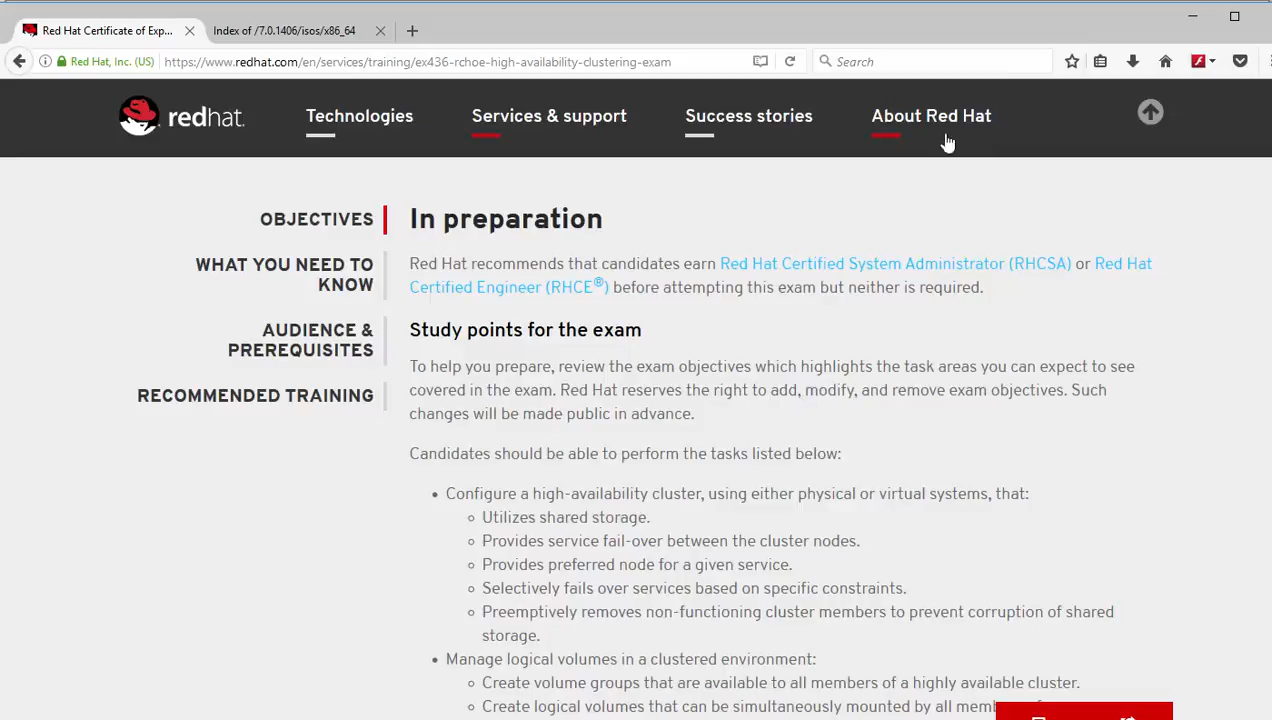 Red Hat Certificate of Exp...
Index of /7.0.1406/isos/x86_64
Red Hat, Inc. (US)
https://www.redhat.com/en/services/training/ex436-rchoe-high-availability-clustering-exam
Search
redhat.
Technologies
Services & support
Success stories
About Red Hat
OBJECTIVES
WHAT YOU NEED TO
KNOW
AUDIENCE &
PREREQUISITES
RECOMMENDED TRAINING
In preparation
Red Hat recommends that candidates earn Red Hat Certified System Administrator (RHCSA) or Red Hat
Certified Engineer (RHCE®) before attempting this exam but neither is required.
Study points for the exam
To help you prepare, review the exam objectives which highlights the task areas you can expect to see
covered in the exam. Red Hat reserves the right to add, modify, and remove exam objectives. Such
changes will be made public in advance.
Candidates should be able to perform the tasks listed below:
• Configure a high-availability cluster, using either physical or virtual systems, that:
○ Utilizes shared storage.
○ Provides service fail-over between the cluster nodes.
○ Provides preferred node for a given service.
○ Selectively fails over services based on specific constraints.
○ Preemptively removes non-functioning cluster members to prevent corruption of shared
storage.
• Manage logical volumes in a clustered environment:
○ Create volume groups that are available to all members of a highly available cluster.
○ Create logical volumes that can be simultaneously mounted by all